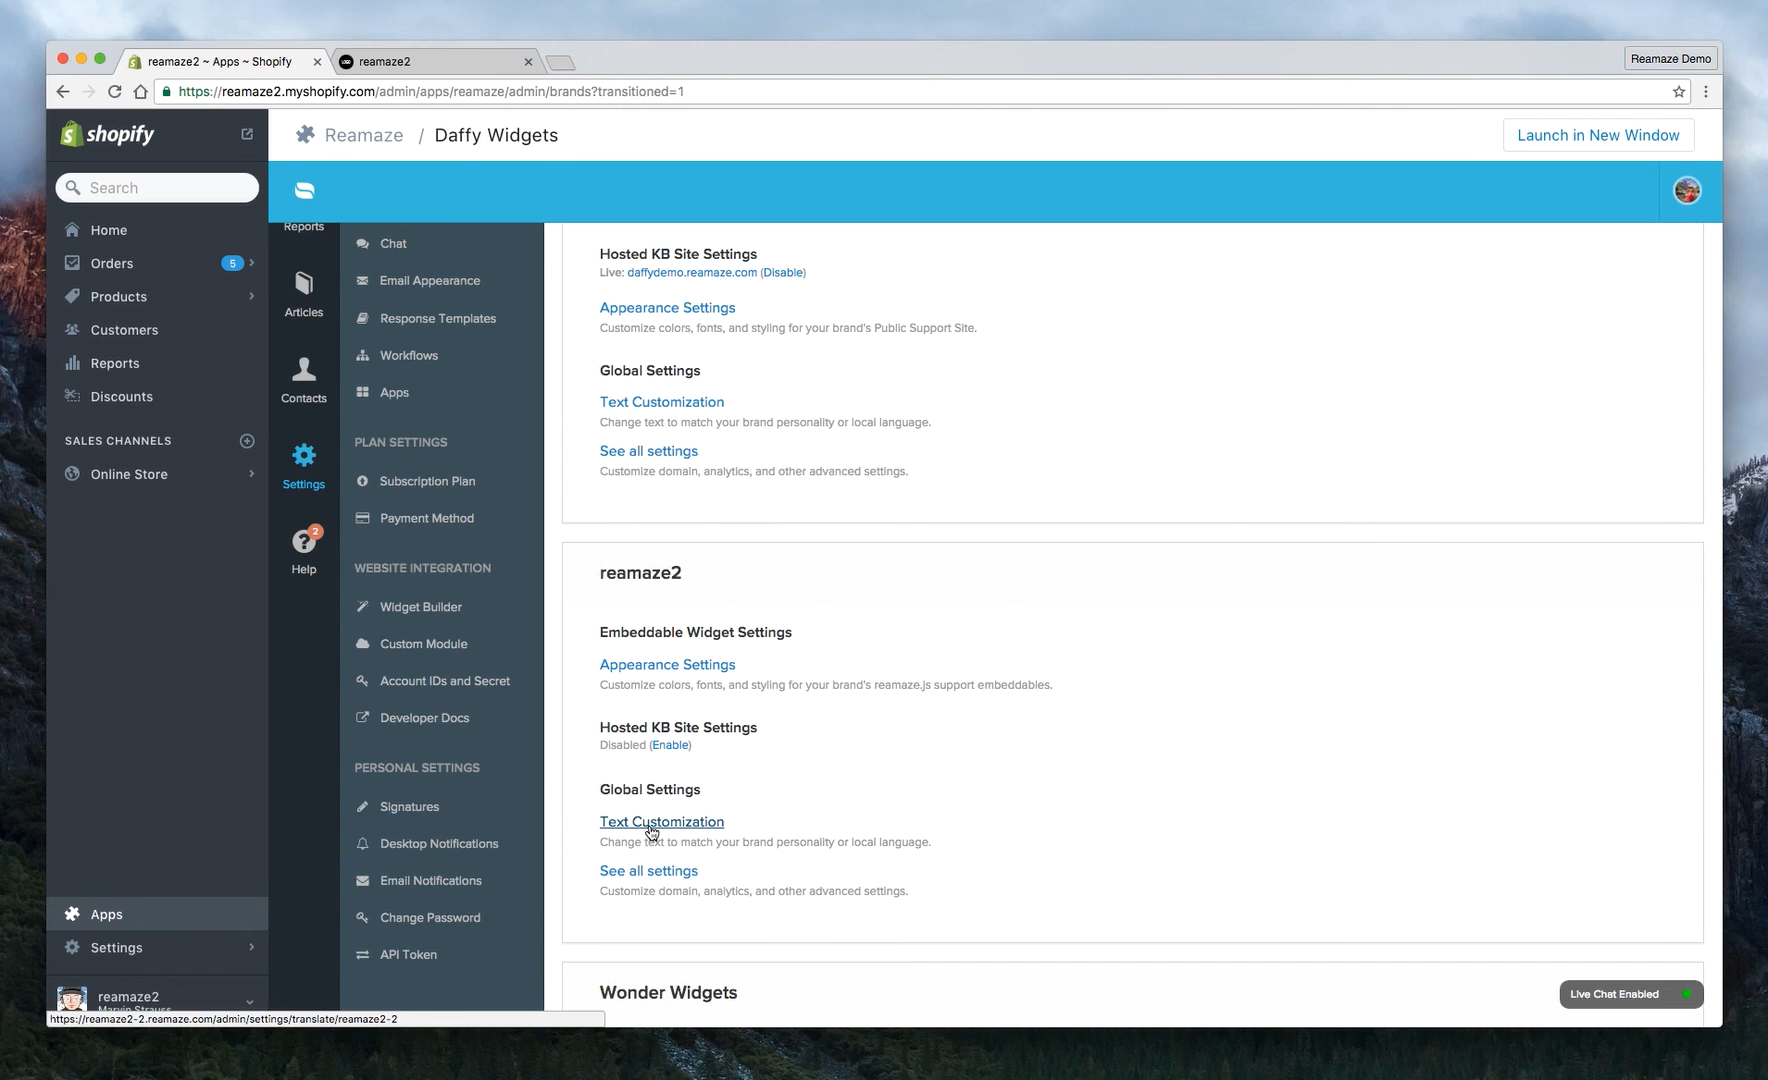 reamaze2 ~ Apps ~ Shopify
reamaze2
Reamaze Demo
https://reamaze2.myshopify.com/admin/apps/reamaze/admin/brands?transitioned=1
shopify
Reamaze / Daffy Widgets
Launch in New Window
Search
Home
Orders 5
Products
Customers
Reports
Discounts
SALES CHANNELS
Online Store
Apps
Settings
reamaze2
Marvin Strauss
https://reamaze2-2.reamaze.com/admin/settings/translate/reamaze2-2
Reports
Articles
Contacts
Settings
2
Help
Chat
Email Appearance
Response Templates
Workflows
Apps
PLAN SETTINGS
Subscription Plan
Payment Method
WEBSITE INTEGRATION
Widget Builder
Custom Module
Account IDs and Secret
Developer Docs
PERSONAL SETTINGS
Signatures
Desktop Notifications
Email Notifications
Change Password
API Token
Hosted KB Site Settings
Live: daffydemo.reamaze.com (Disable)
Appearance Settings
Customize colors, fonts, and styling for your brand's Public Support Site.
Global Settings
Text Customization
Change text to match your brand personality or local language.
See all settings
Customize domain, analytics, and other advanced settings.
reamaze2
Embeddable Widget Settings
Appearance Settings
Customize colors, fonts, and styling for your brand's reamaze.js support embeddables.
Hosted KB Site Settings
Disabled (Enable)
Global Settings
Text Customization
Change text to match your brand personality or local language.
See all settings
Customize domain, analytics, and other advanced settings.
Wonder Widgets
Live Chat Enabled